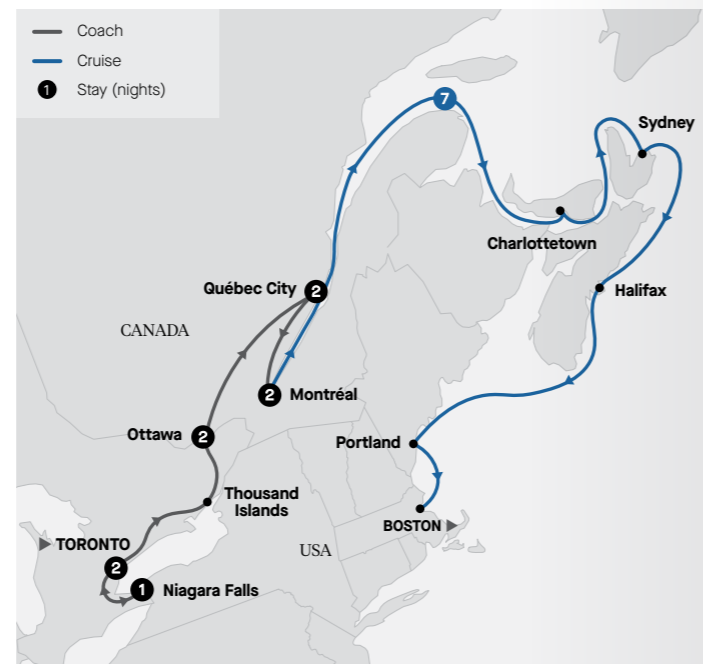 Coach
Cruise
1 Stay (nights)
7
Sydney
Charlottetown
Québec City 2
Halifax
CANADA
2 Montréal
Ottawa 2
Portland
Thousand
Islands
BOSTON
TORONTO
USA
2
1 Niagara Falls